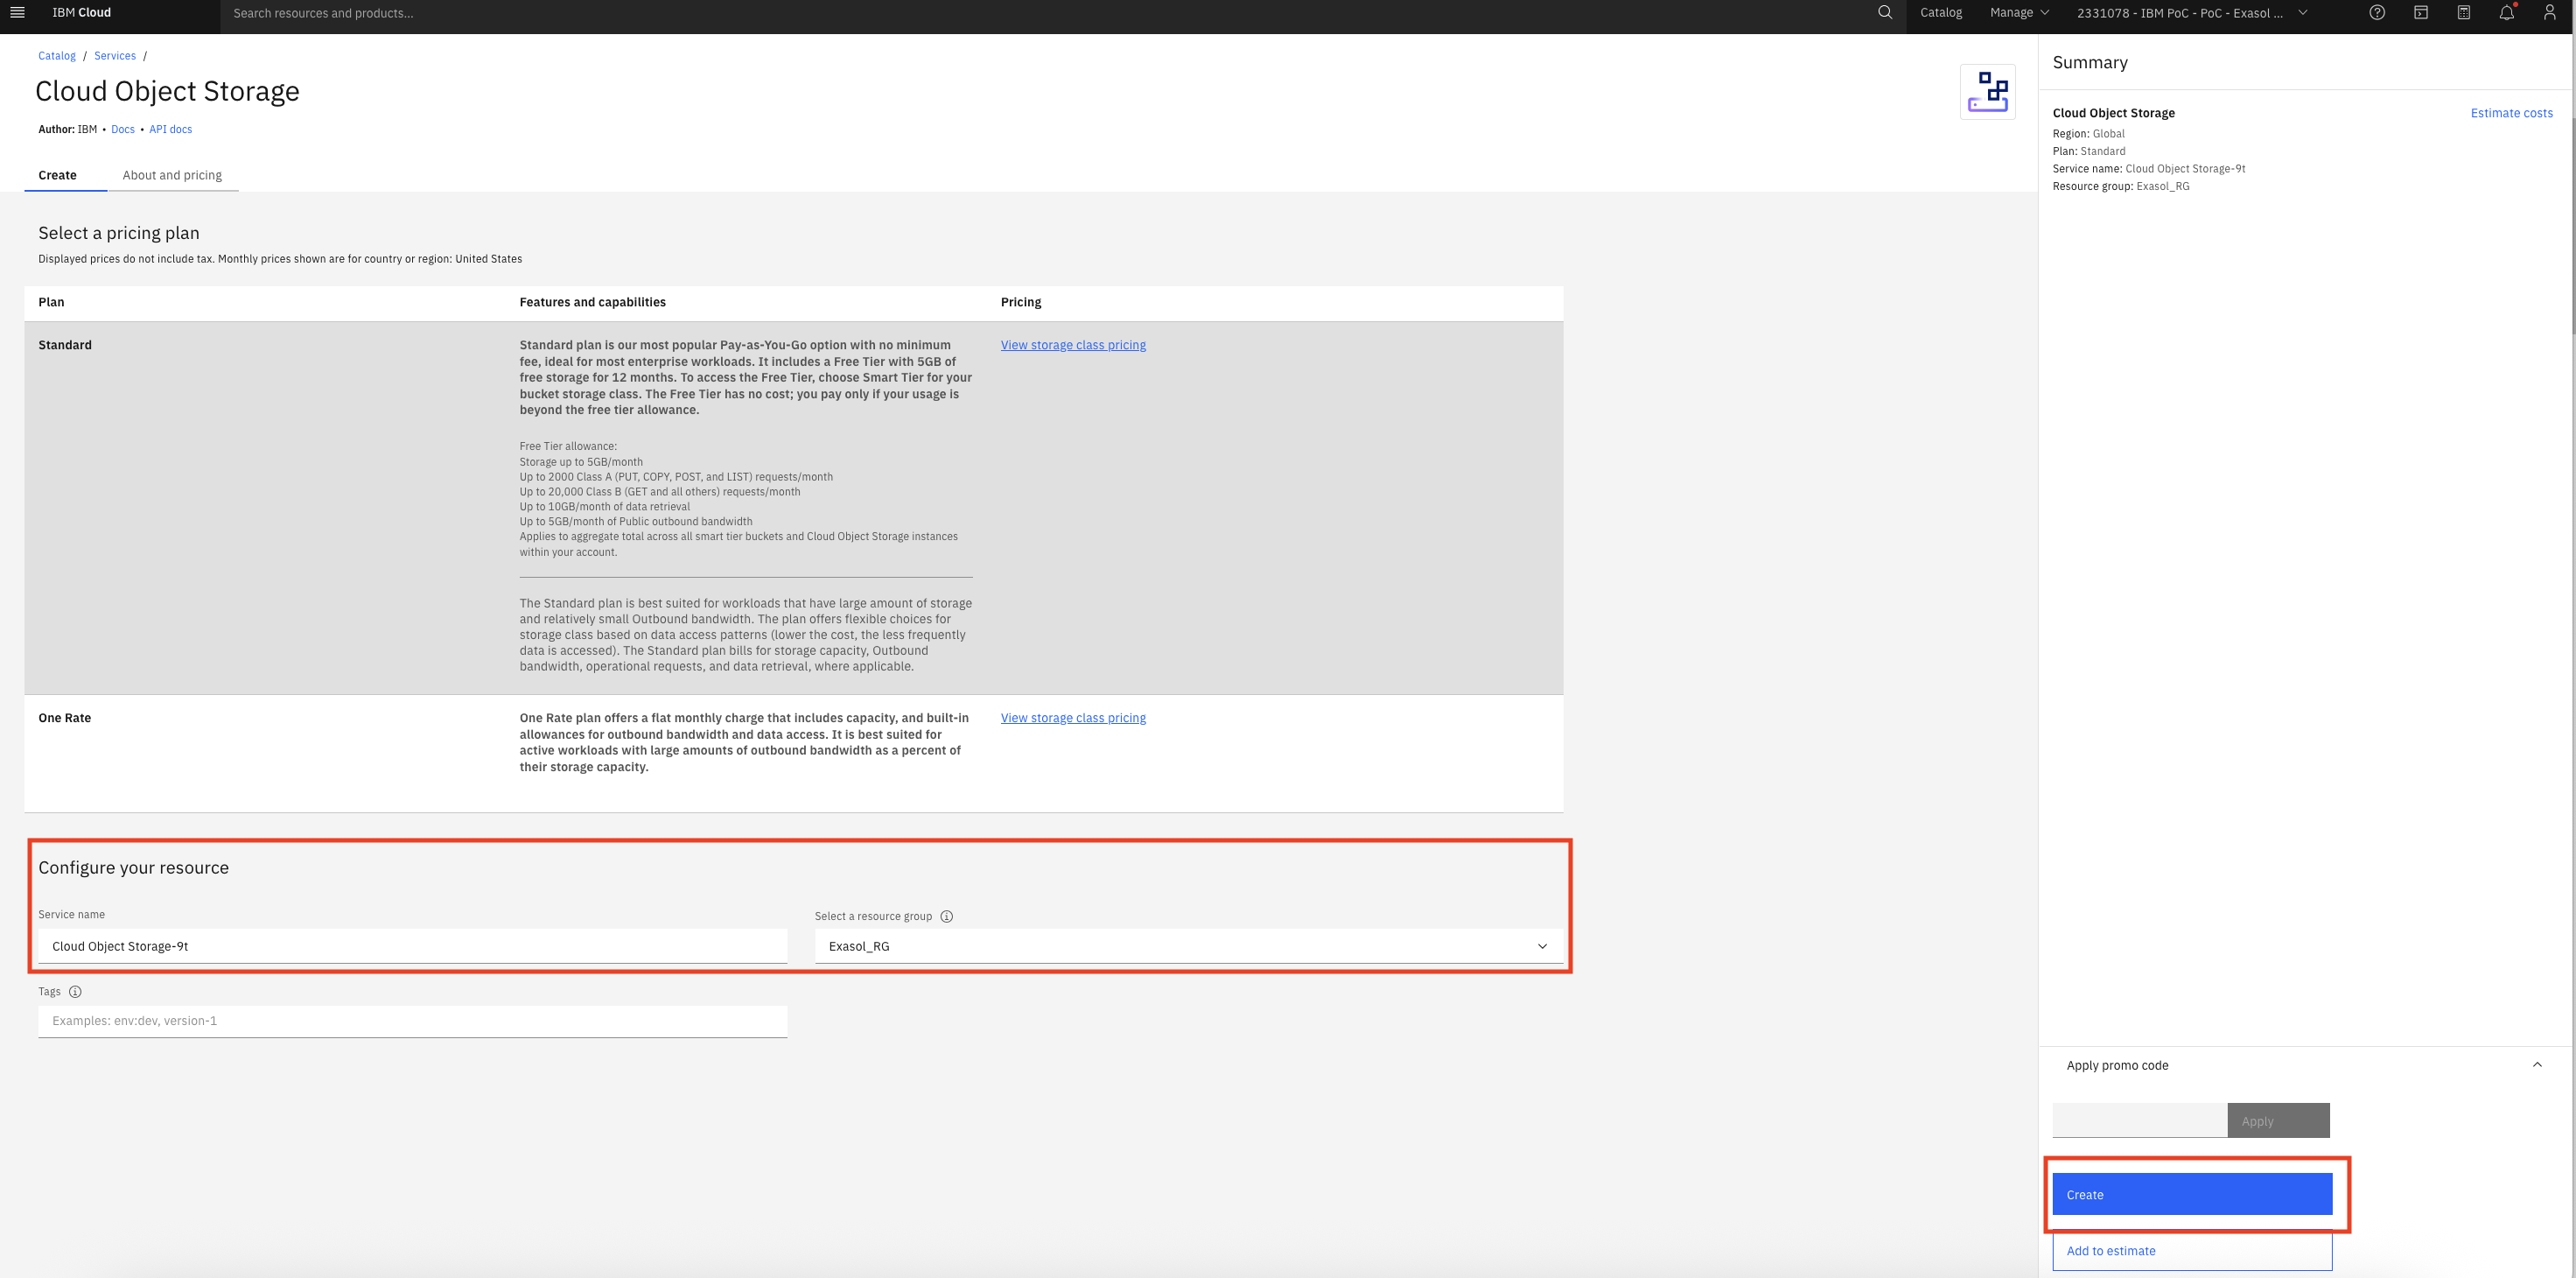 IBM Cloud
Search resources and products...
Catalog
Manage
2331078 - IBM PoC - PoC - Exasol ...
Catalog / Services /
Cloud Object Storage
Author: IBM • Docs • API docs
Create
About and pricing
Select a pricing plan
Displayed prices do not include tax. Monthly prices shown are for country or region: United States
Plan
Features and capabilities
Pricing
Standard
Standard plan is our most popular Pay-as-You-Go option with no minimum
fee, ideal for most enterprise workloads. It includes a Free Tier with 5GB of
free storage for 12 months. To access the Free Tier, choose Smart Tier for your
bucket storage class. The Free Tier has no cost; you pay only if your usage is
beyond the free tier allowance.
View storage class pricing
Free Tier allowance:
Storage up to 5GB/month
Up to 2000 Class A (PUT, COPY, POST, and LIST) requests/month
Up to 20,000 Class B (GET and all others) requests/month
Up to 10GB/month of data retrieval
Up to 5GB/month of Public outbound bandwidth
Applies to aggregate total across all smart tier buckets and Cloud Object Storage instances
within your account.
The Standard plan is best suited for workloads that have large amount of storage
and relatively small Outbound bandwidth. The plan offers flexible choices for
storage class based on data access patterns (lower the cost, the less frequently
data is accessed). The Standard plan bills for storage capacity, Outbound
bandwidth, operational requests, and data retrieval, where applicable.
One Rate
One Rate plan offers a flat monthly charge that includes capacity, and built-in
allowances for outbound bandwidth and data access. It is best suited for
active workloads with large amounts of outbound bandwidth as a percent of
their storage capacity.
View storage class pricing
Configure your resource
Service name
Cloud Object Storage-9t
Select a resource group
Exasol_RG
Tags
Examples: env:dev, version-1
Summary
Cloud Object Storage
Estimate costs
Region: Global
Plan: Standard
Service name: Cloud Object Storage-9t
Resource group: Exasol_RG
Apply promo code
Apply
Create
Add to estimate